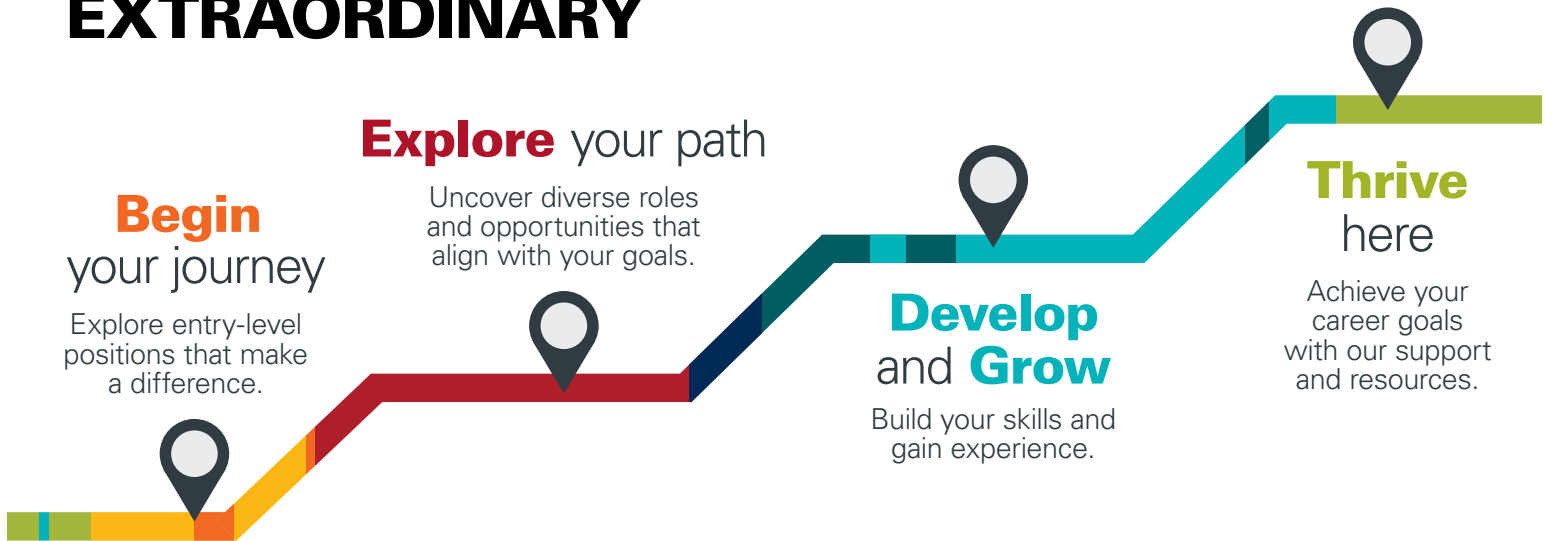 EXTRAORDINARY
Begin
your journey
Explore entry-level
positions that make
a difference.
Explore your path
Uncover diverse roles
and opportunities that
align with your goals.
Develop
and Grow
Build your skills and
gain experience.
Thrive
here
Achieve your
career goals
with our support
and resources.